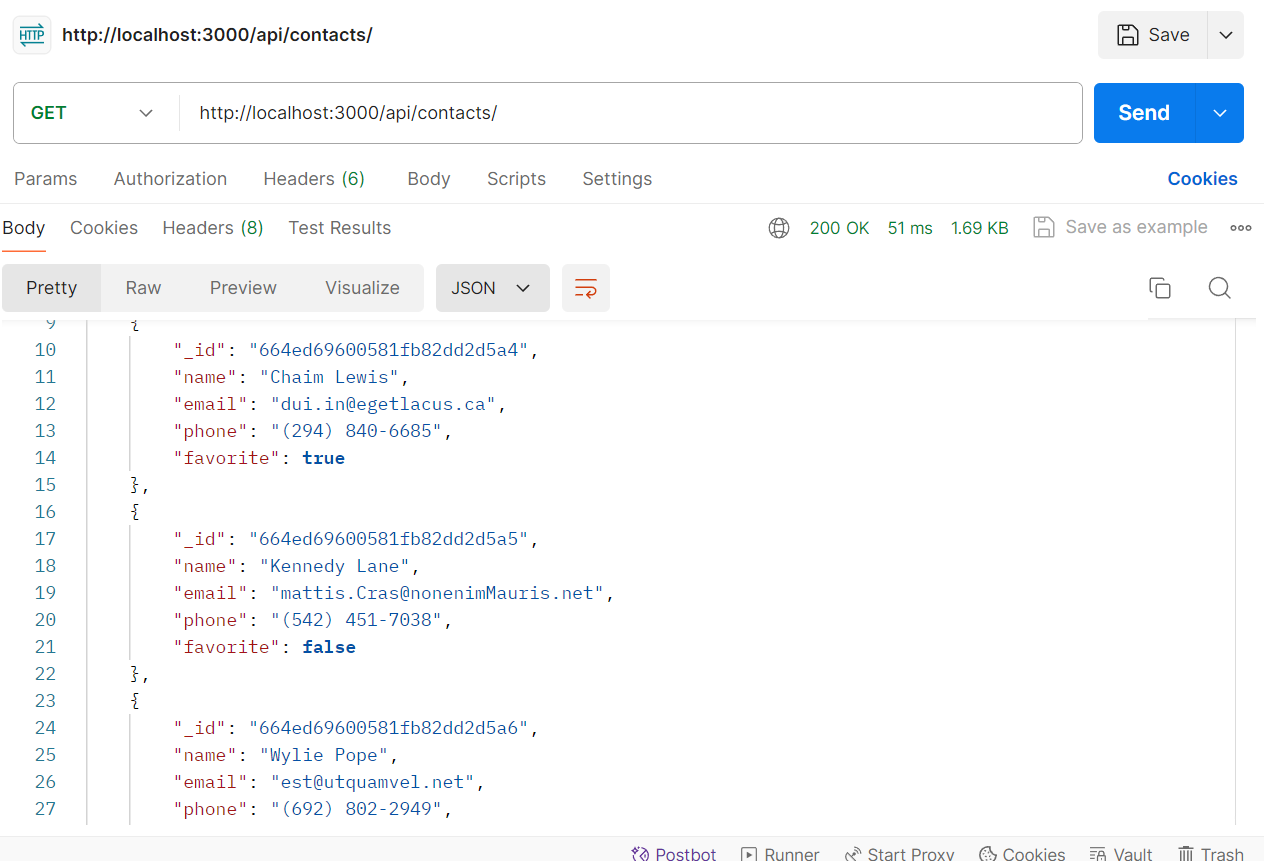 HTTP http://localhost:3000/api/contacts/ Save
GET http://localhost:3000/api/contacts/ Send
Params Authorization Headers (6) Body Scripts Settings Cookies
Body Cookies Headers (8) Test Results 200 OK 51 ms 1.69 KB Save as example
Pretty Raw Preview Visualize JSON
9 {
10 "_id": "664ed69600581fb82dd2d5a4",
11 "name": "Chaim Lewis",
12 "email": "dui.in@egetlacus.ca",
13 "phone": "(294) 840-6685",
14 "favorite": true
15 },
16 {
17 "_id": "664ed69600581fb82dd2d5a5",
18 "name": "Kennedy Lane",
19 "email": "mattis.Cras@nonenimMauris.net",
20 "phone": "(542) 451-7038",
21 "favorite": false
22 },
23 {
24 "_id": "664ed69600581fb82dd2d5a6",
25 "name": "Wylie Pope",
26 "email": "est@utquamvel.net",
27 "phone": "(692) 802-2949",
Postbot Runner Start Proxy Cookies Vault Trash